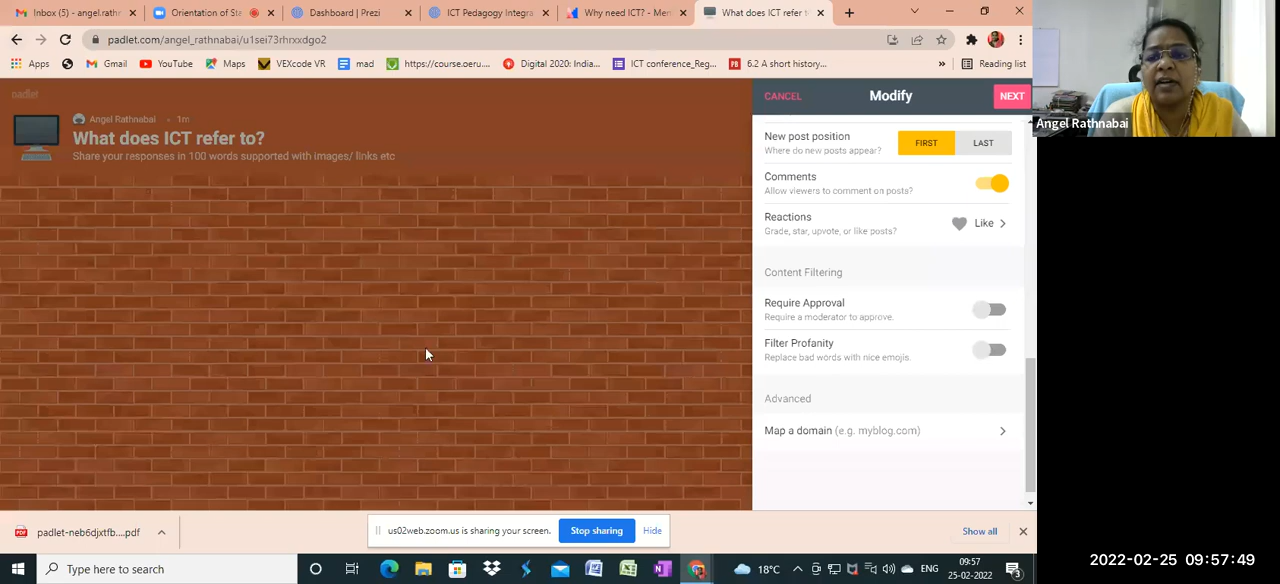 Inbox (5) - angel.rathn
Orientation of Sta
Dashboard | Prezi
ICT Pedagogy Integra
Why need ICT? - Men
What does ICT refer t
padlet.com/angel_rathnabai/u1sei73rhrxxdgo2
Apps
Gmail
YouTube
Maps
VEXcode VR
mad
https://course.oeru....
Digital 2020: India...
ICT conference_Reg...
6.2 A short history...
»
Reading list
padlet
Angel Rathnabai • 1m
What does ICT refer to?
Share your responses in 100 words supported with images/ links etc
CANCEL
Modify
NEXT
New post position
Where do new posts appear?
FIRST
LAST
Comments
Allow viewers to comment on posts?
Reactions
Grade, star, upvote, or like posts?
Like
Content Filtering
Require Approval
Require a moderator to approve.
Filter Profanity
Replace bad words with nice emojis.
Advanced
Map a domain (e.g. myblog.com)
Angel Rathnabai
padlet-neb6djxtfb....pdf
us02web.zoom.us is sharing your screen.
Stop sharing
Hide
Show all
Type here to search
18°C
ENG
09:57
25-02-2022
3
2022-02-25 09:57:49